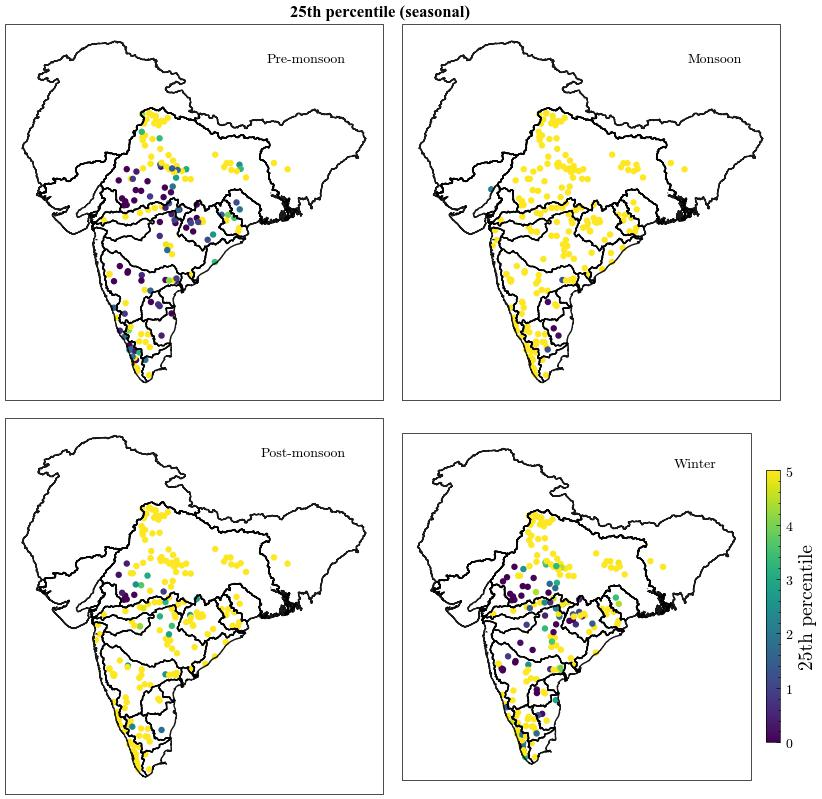 25th percentile (seasonal)
Pre-monsoon
Monsoon
Post-monsoon
Winter
5
4
3
2
1
0
25th percentile